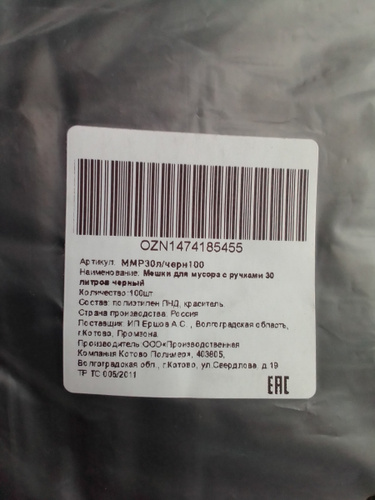 OZN1474185455
Артикул: ММР30л/черн100
Наименование: Мешки для мусора с ручками 30
литров черный
Количество:100шт
Состав: полиэтилен ПНД, краситель
Страна производства: Россия
Поставщик: ИП Ершов А.С. , Волгоградская область,
г.Котово, Промзона
Производитель:ООО«Производственная
Компания Котово Полимер», 403805,
Волгоградская обл., г.Котово, ул.Свердлова, д.19
ТР ТС 005/2011
ЕАС